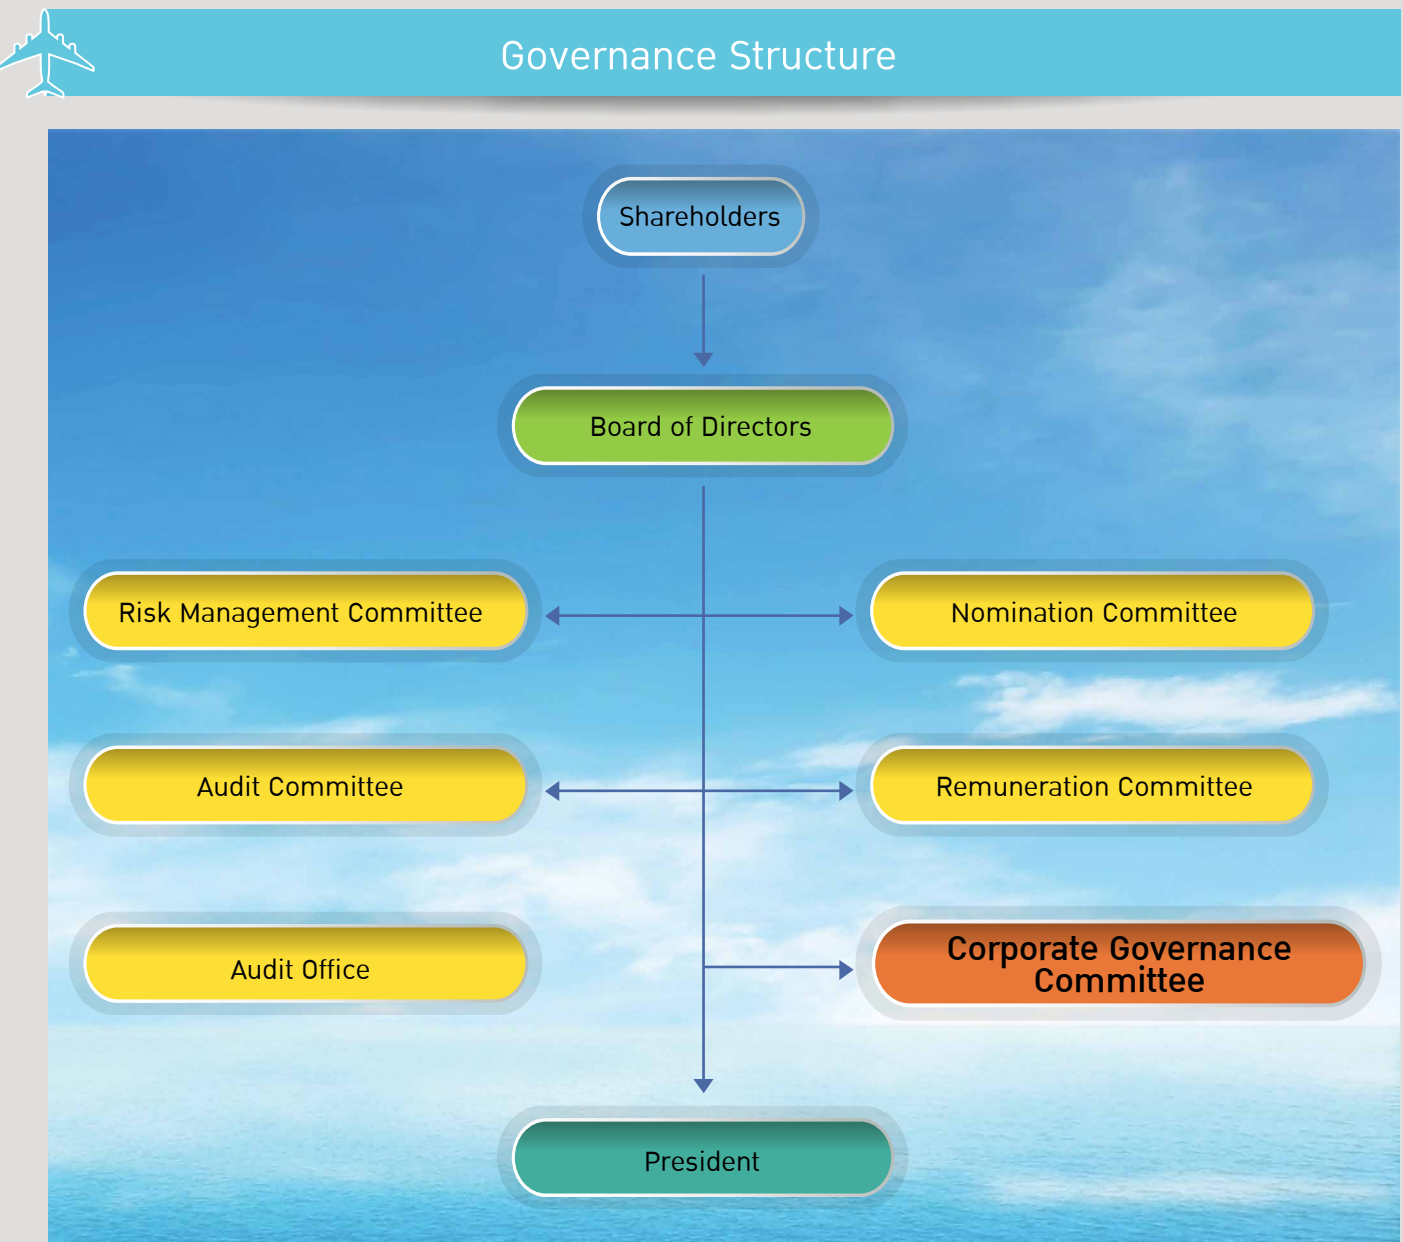 Governance Structure
Shareholders
Board of Directors
Risk Management Committee
Nomination Committee
Audit Committee
Remuneration Committee
Audit Office
Corporate Governance
Committee
President